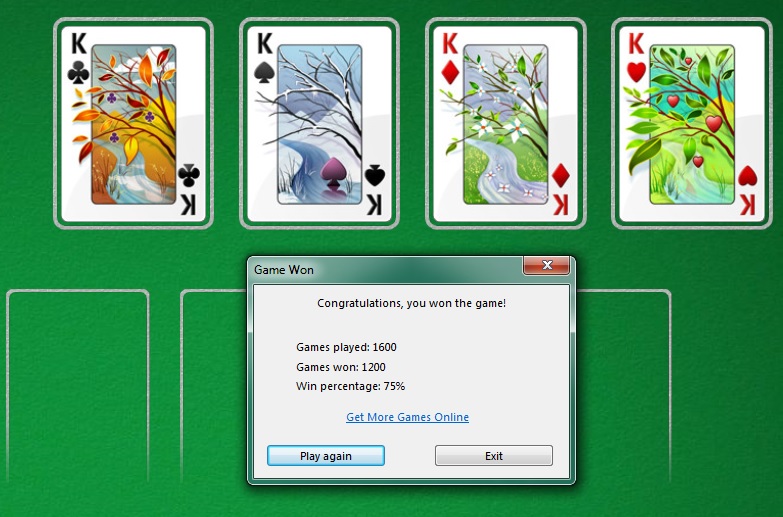 K K K K
K K K K
Game Won
Congratulations, you won the game!
Games played: 1600
Games won: 1200
Win percentage: 75%
Get More Games Online
Play again Exit